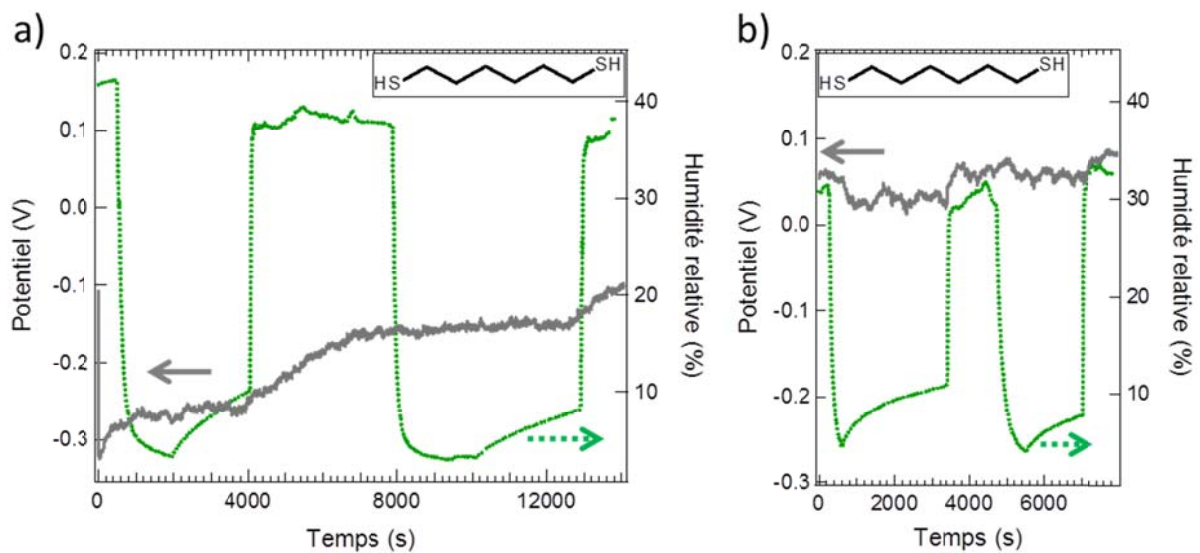 a)
0.2
0.1
0.0
-0.1
-0.2
-0.3
Potentiel (V)
HS
SH
40
30
20
10
Humidité relative (%)
0
4000
8000
12000
Temps (s)
b)
0.2
0.1
0.0
-0.1
-0.2
-0.3
Potentiel (V)
HS
SH
40
30
20
10
Humidté relative (%)
0
2000
4000
6000
Temps (s)